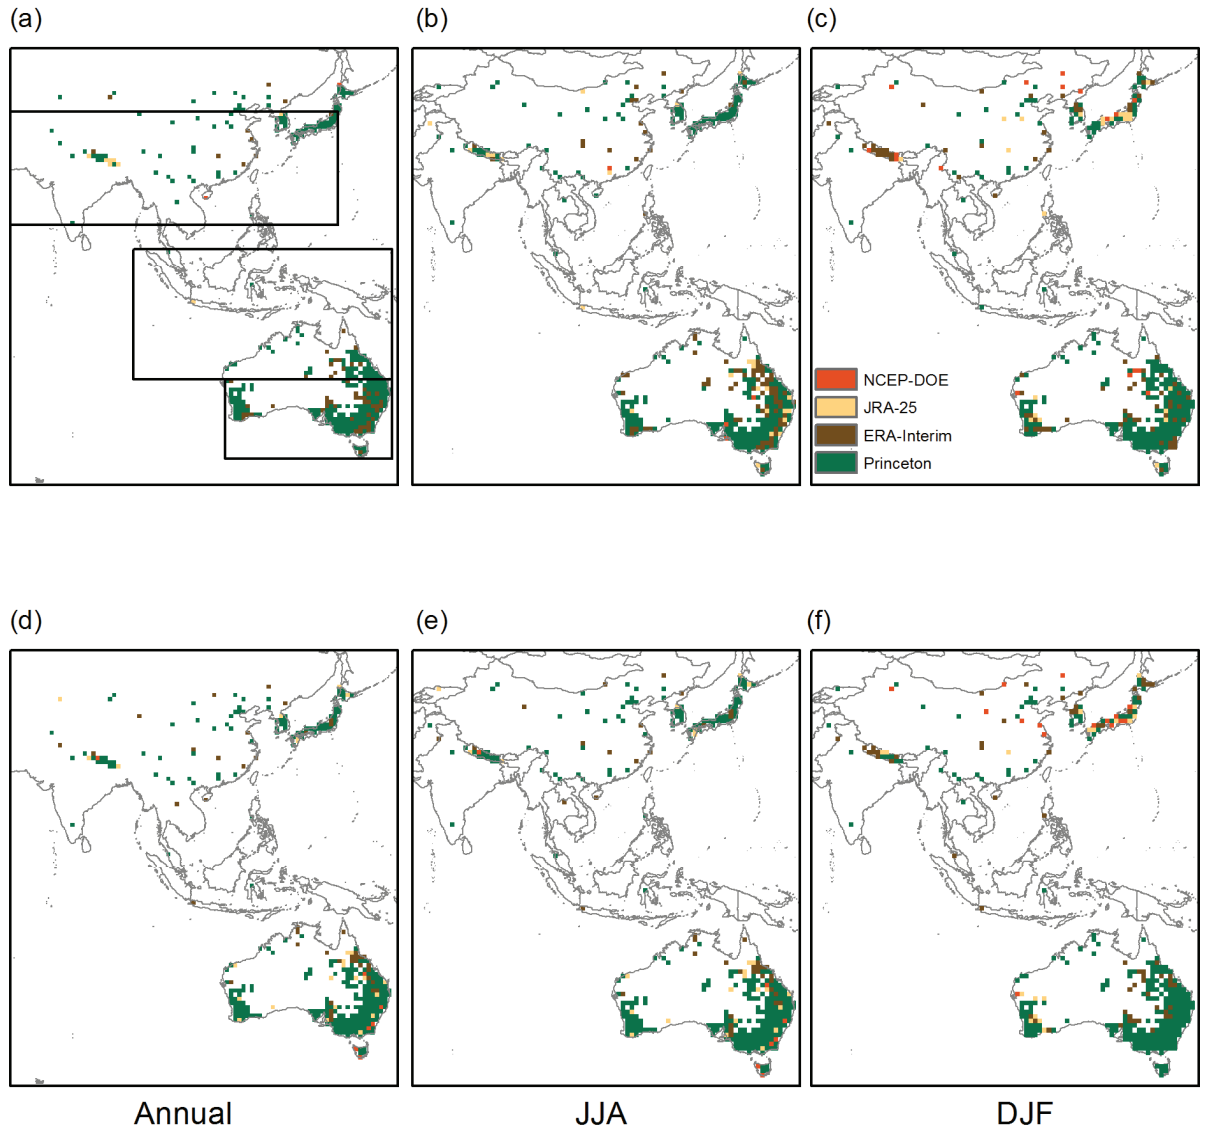 (a)
(b)
(c)
NCEP-DOE
JRA-25
ERA-Interim
Princeton
(d)
(e)
(f)
Annual
JJA
DJF